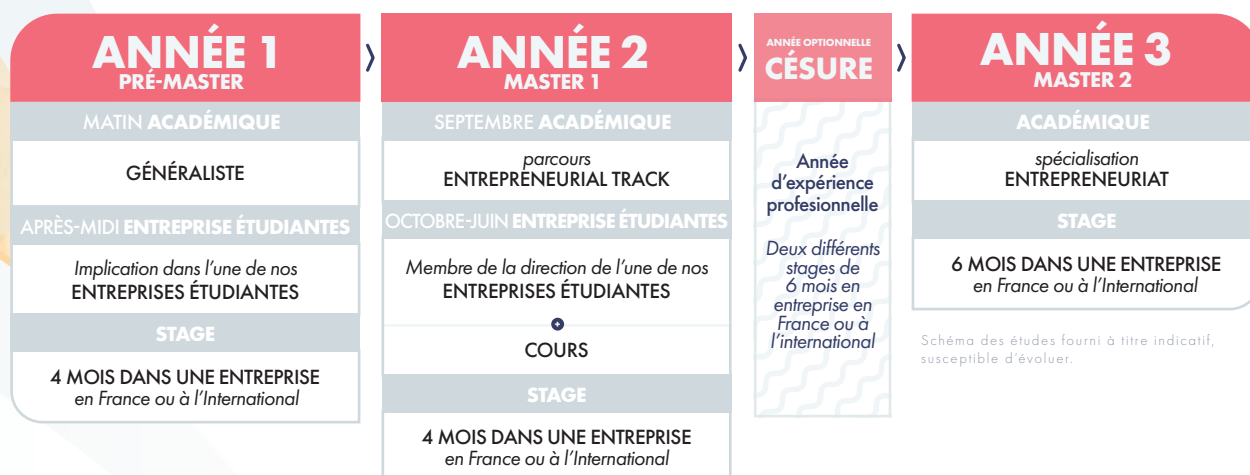 ANNÉE 1
PRÉ-MASTER
MATIN ACADÉMIQUE
GÉNÉRALISTE
APRÈS-MIDI ENTREPRISE ÉTUDIANTES
Implication dans l'une de nos
ENTREPRISES ÉTUDIANTES
STAGE
4 MOIS DANS UNE ENTREPRISE
en France ou à l'International
›
ANNÉE 2
MASTER 1
SEPTEMBRE ACADÉMIQUE
parcours
ENTREPRENEURIAL TRACK
OCTOBRE-JUIN ENTREPRISE ÉTUDIANTES
Membre de la direction de l'une de nos
ENTREPRISES ÉTUDIANTES
+
COURS
STAGE
4 MOIS DANS UNE ENTREPRISE
en France ou à l'International
›
ANNÉE OPTIONNELLE
CÉSURE
Année
d'expérience
profesionnelle
Deux différents
stages de
6 mois en
entreprise en
France ou à
l'international
›
ANNÉE 3
MASTER 2
ACADÉMIQUE
spécialisation
ENTREPRENEURIAT
STAGE
6 MOIS DANS UNE ENTREPRISE
en France ou à l'International
Schéma des études fourni à titre indicatif,
susceptible d'évoluer.